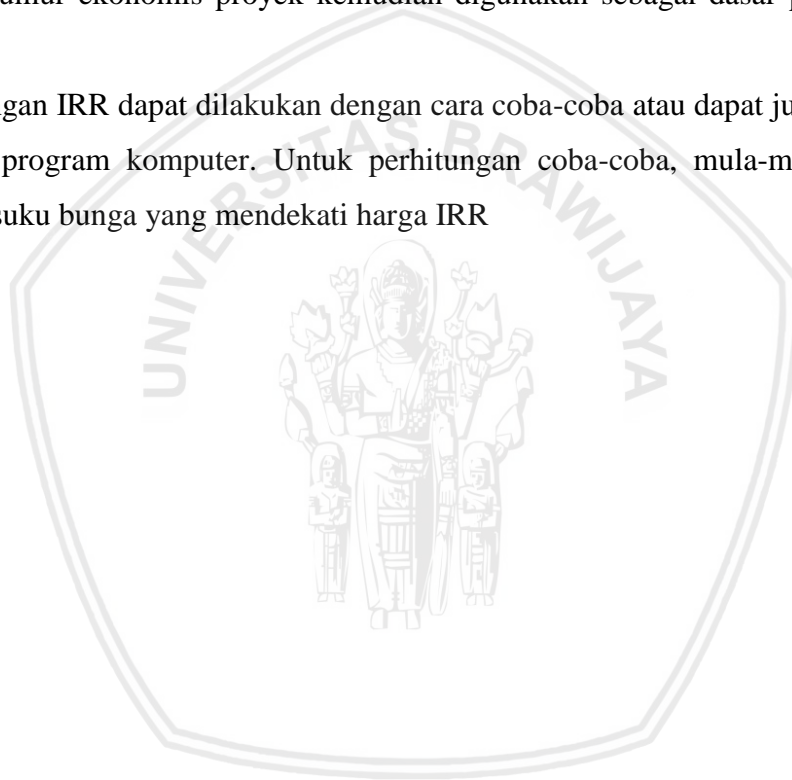 umur ekonomis proyek kemudian digunakan sebagai dasar
ngan IRR dapat dilakukan dengan cara coba-coba atau dapat ju
program komputer. Untuk perhitungan coba-coba, mula-m
suku bunga yang mendekati harga IRR
UNIVERSITAS BRAWIJAYA